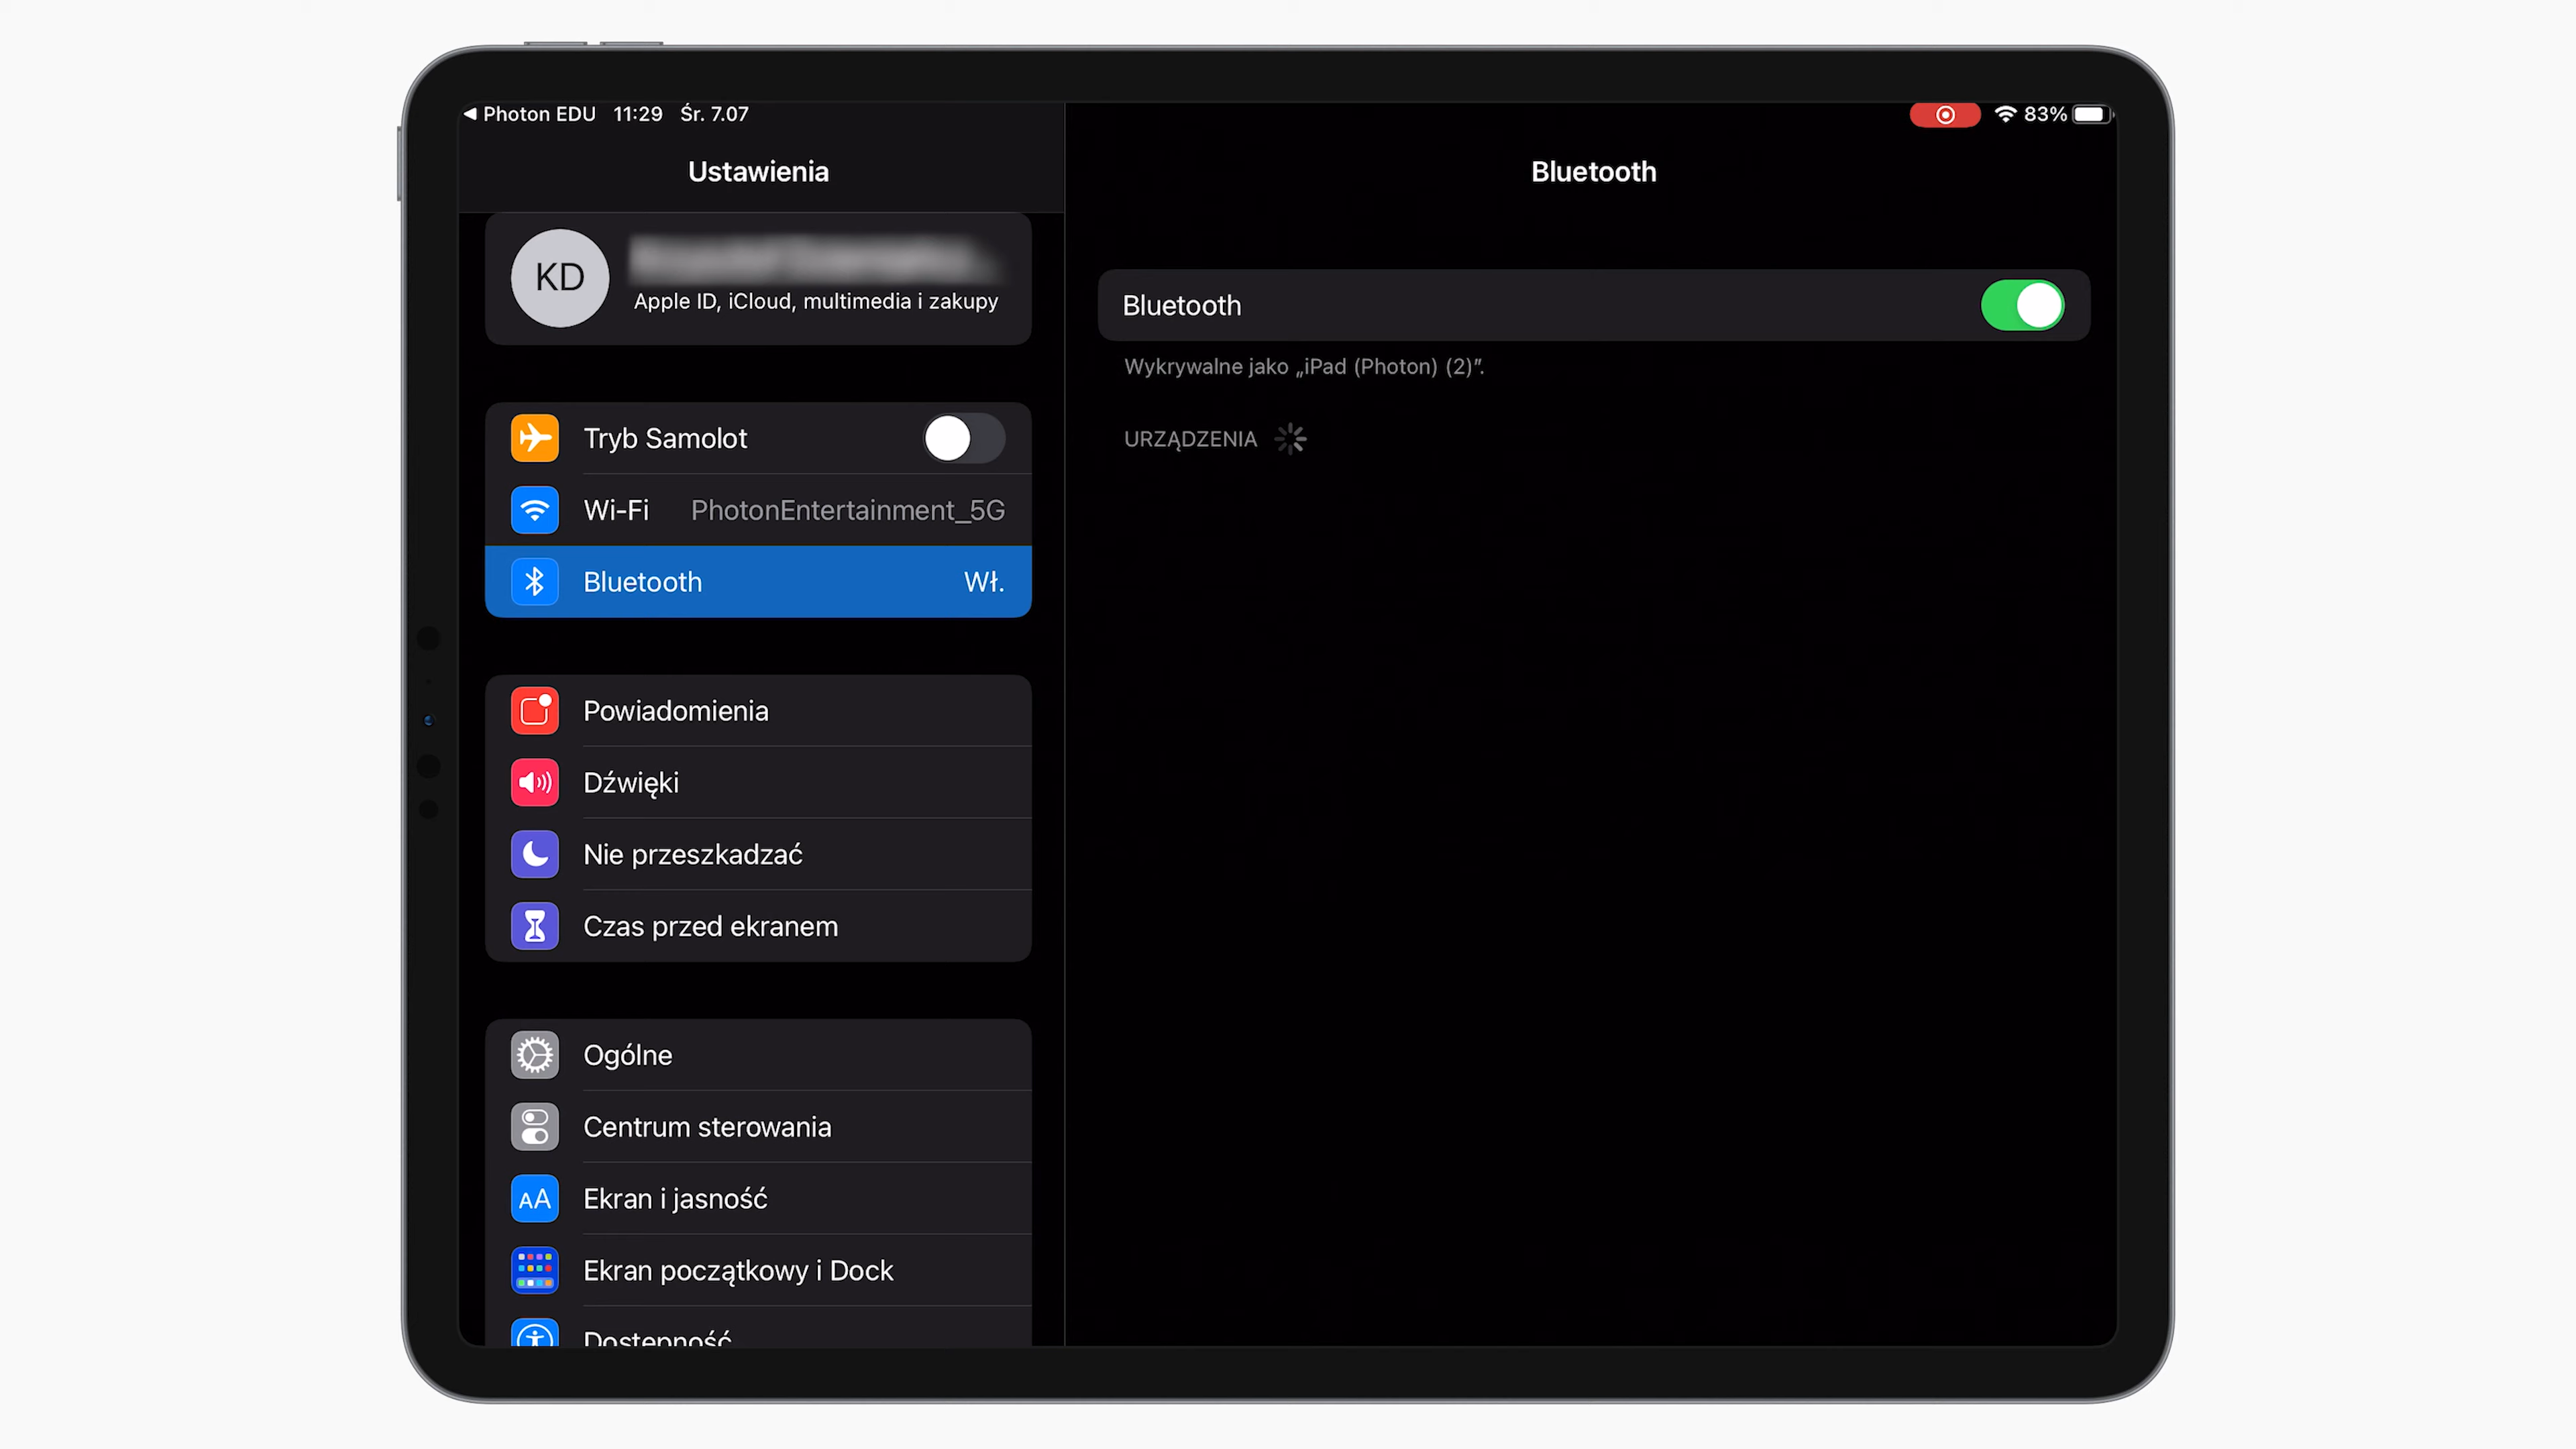 Photon EDU 11:29 Śr. 7.07
83%
Ustawienia
KD
Apple ID, iCloud, multimedia i zakupy
Tryb Samolot
Wi-Fi PhotonEntertainment_5G
Bluetooth Wł.
Powiadomienia
Dźwięki
Nie przeszkadzać
Czas przed ekranem
Ogólne
Centrum sterowania
AA Ekran i jasność
Ekran początkowy i Dock
Dostępność
Bluetooth
Bluetooth
Wykrywalne jako „iPad (Photon) (2)”.
URZĄDZENIA